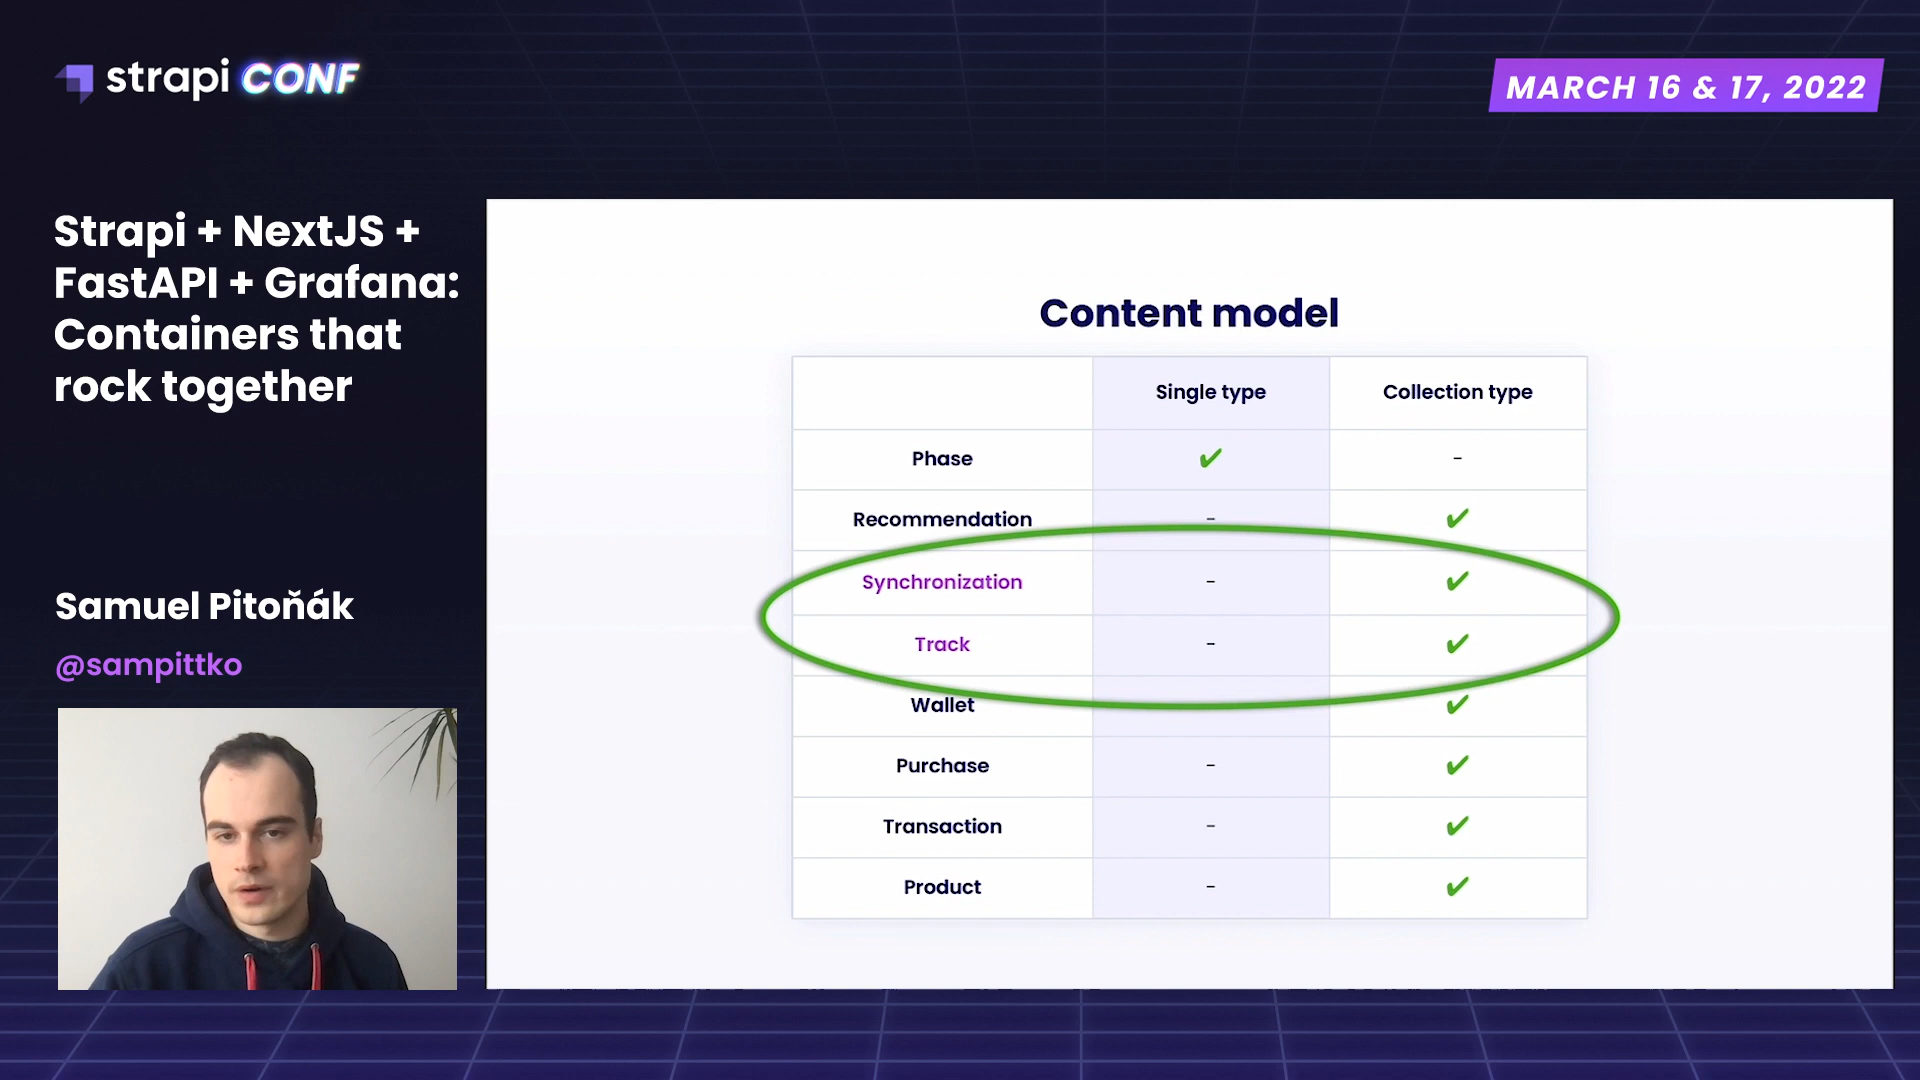 strapi CONF
MARCH 16 & 17, 2022
Strapi + NextJS +
FastAPI + Grafana:
Containers that
rock together
Samuel Pitoňák
@sampittko
Content model
Single type Collection type
Phase ✔ -
Recommendation - ✔
Synchronization - ✔
Track - ✔
Wallet ✔
Purchase - ✔
Transaction - ✔
Product - ✔